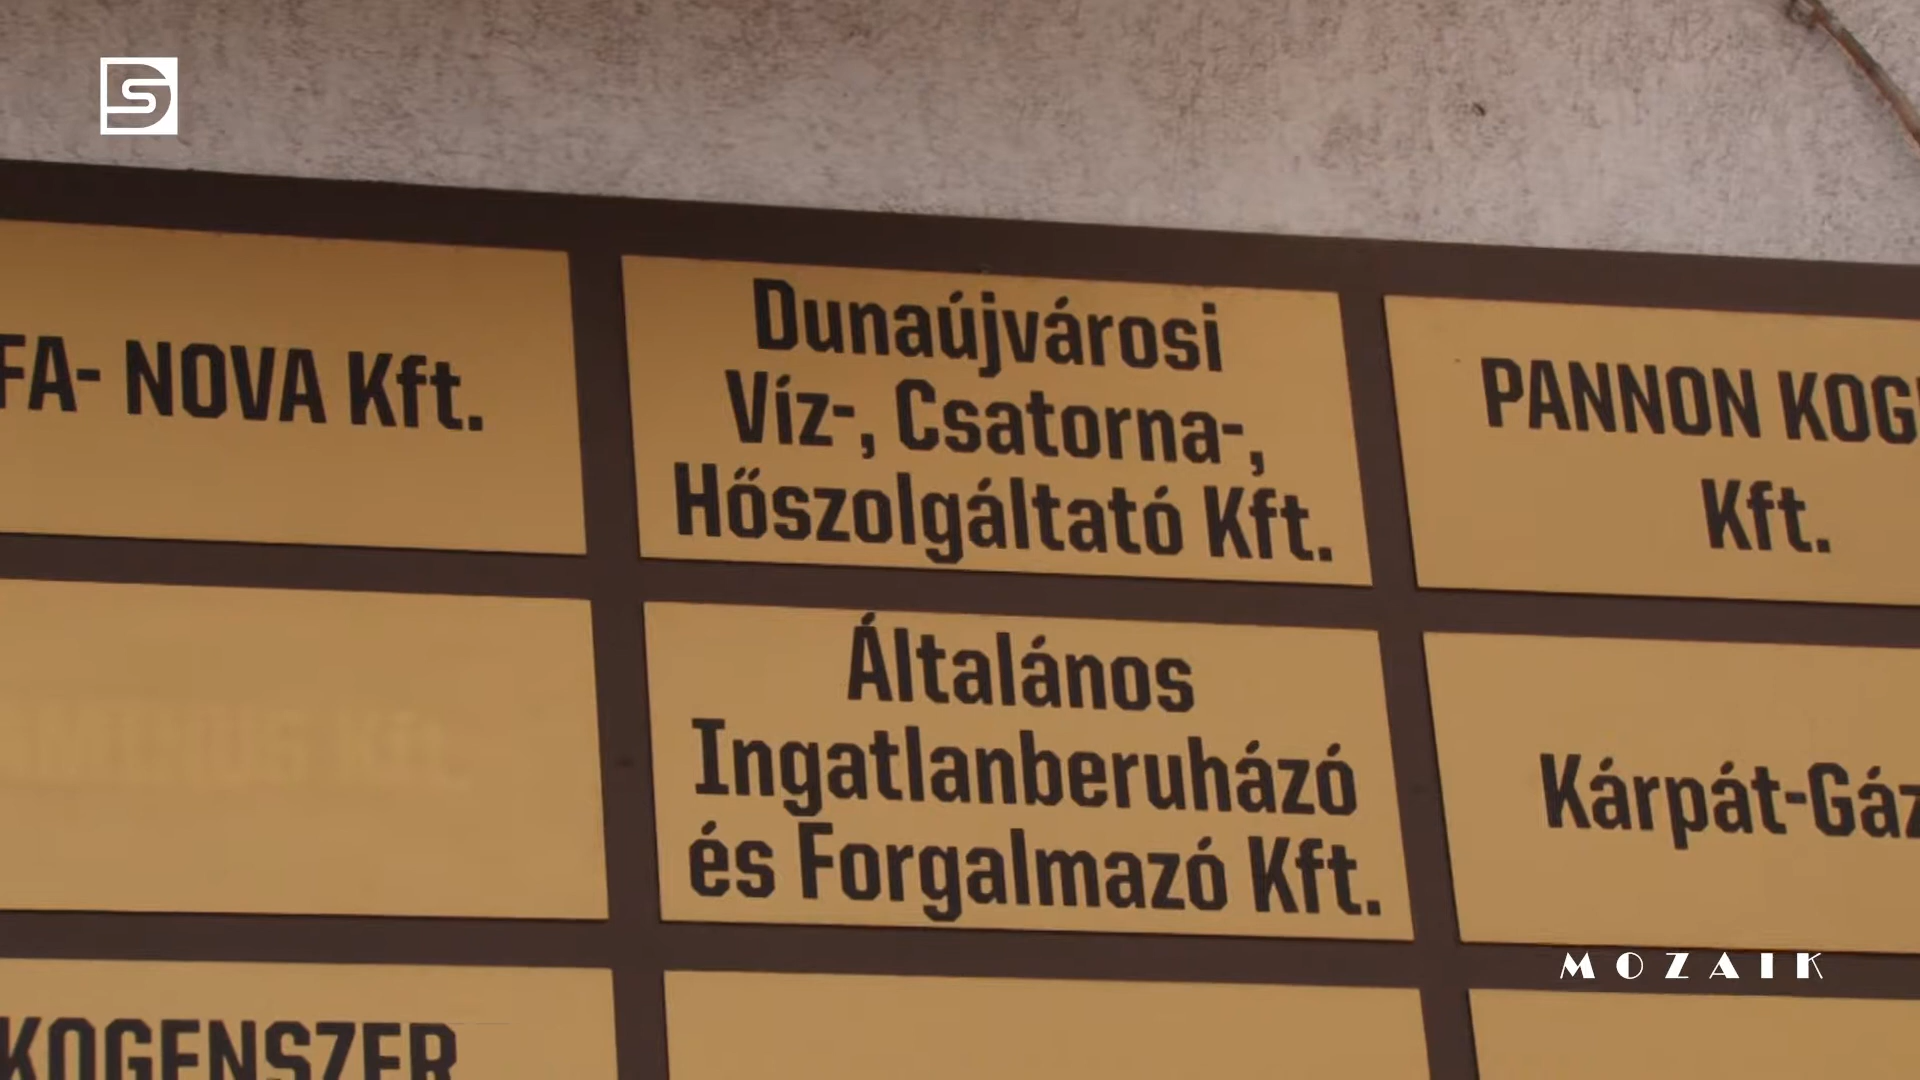 FA- NOVA Kft.
Dunaújvárosi
Víz-, Csatorna-,
Hőszolgáltató Kft.
PANNON KOG
Kft.
Általános
Ingatlanberuházó
és Forgalmazó Kft.
Kárpát-Gáz
KOGENSZER
MOZAIK